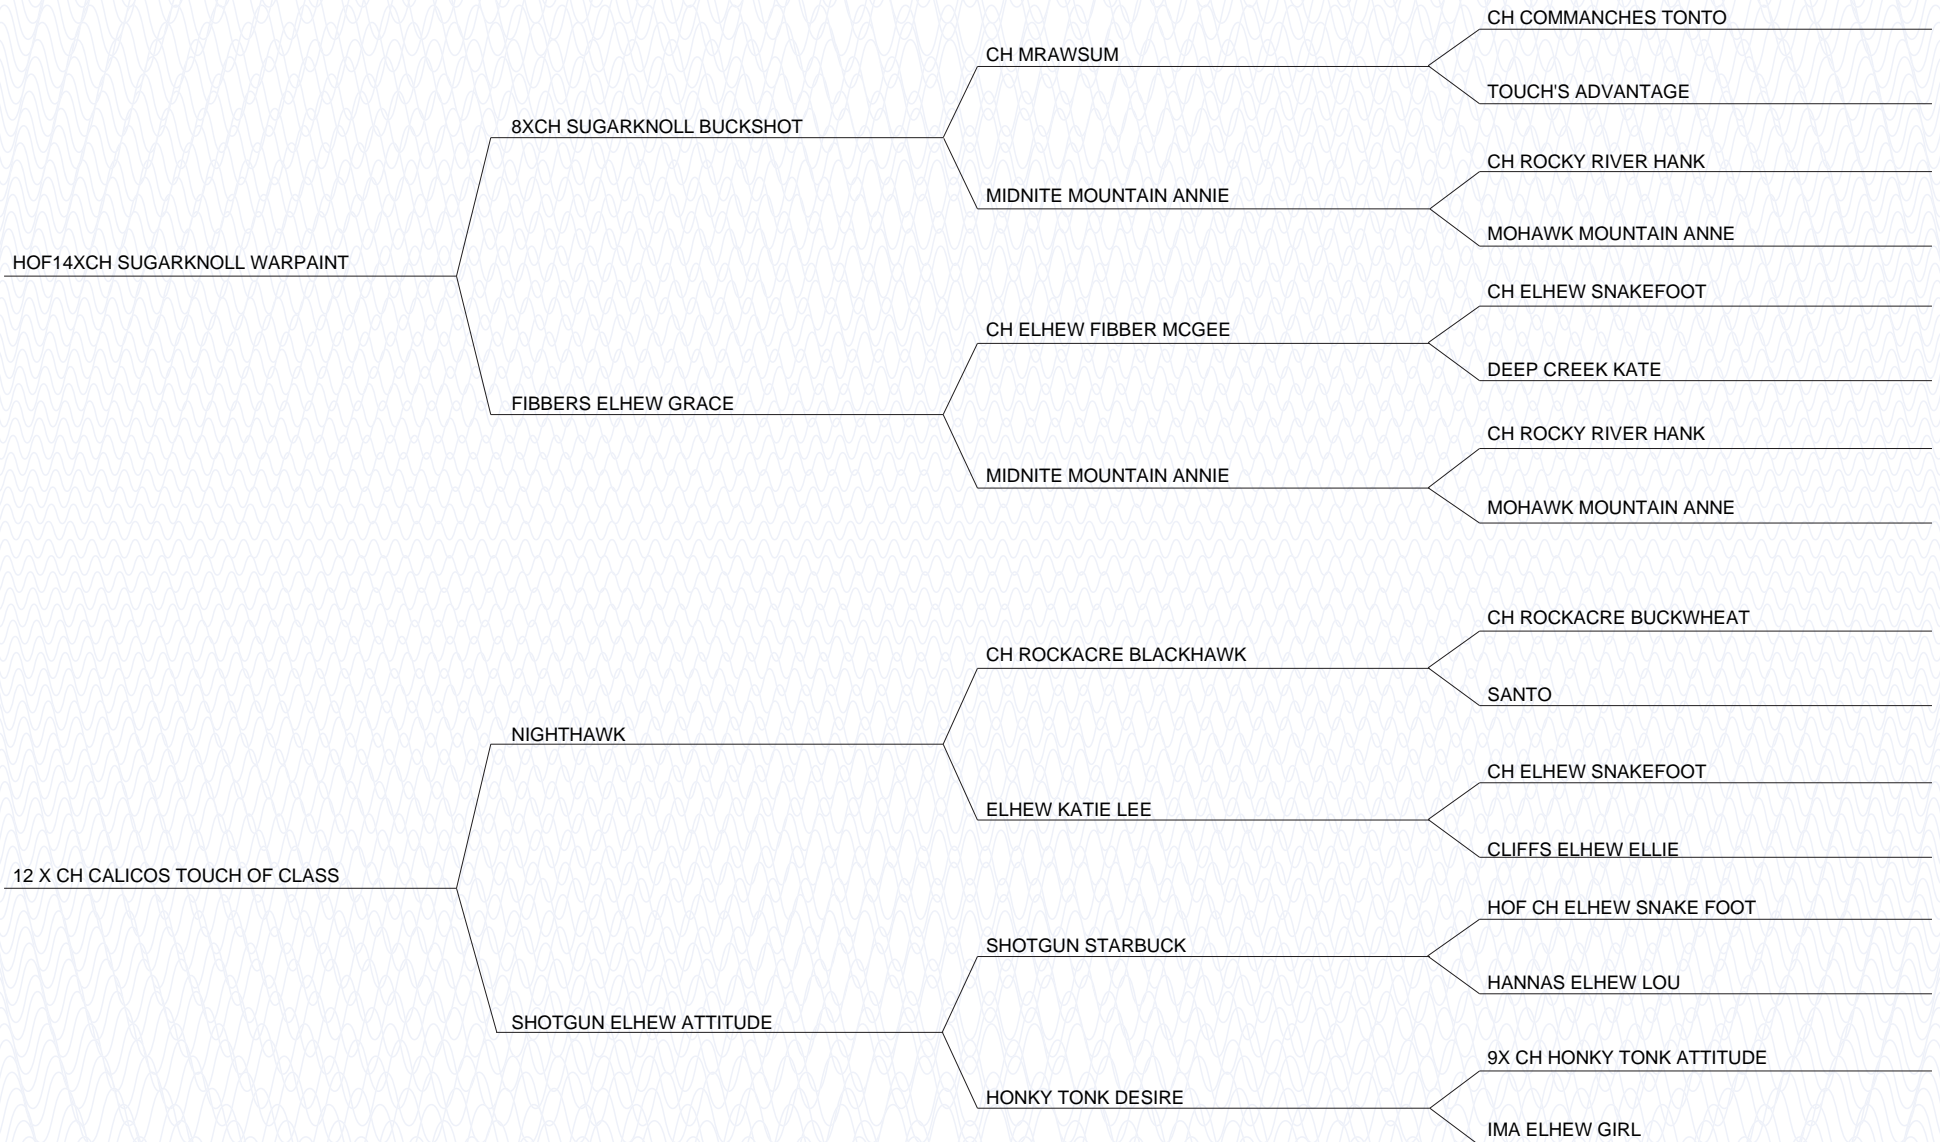 CH COMMANCHES TONTO
CH MRAWSUM
TOUCH'S ADVANTAGE
8XCH SUGARKNOLL BUCKSHOT
CH ROCKY RIVER HANK
MIDNITE MOUNTAIN ANNIE
MOHAWK MOUNTAIN ANNE
HOF14XCH SUGARKNOLL WARPAINT
CH ELHEW SNAKEFOOT
CH ELHEW FIBBER MCGEE
DEEP CREEK KATE
FIBBERS ELHEW GRACE
CH ROCKY RIVER HANK
MIDNITE MOUNTAIN ANNIE
MOHAWK MOUNTAIN ANNE
CH ROCKACRE BUCKWHEAT
CH ROCKACRE BLACKHAWK
SANTO
NIGHTHAWK
CH ELHEW SNAKEFOOT
ELHEW KATIE LEE
CLIFFS ELHEW ELLIE
12 X CH CALICOS TOUCH OF CLASS
HOF CH ELHEW SNAKE FOOT
SHOTGUN STARBUCK
HANNAS ELHEW LOU
SHOTGUN ELHEW ATTITUDE
9X CH HONKY TONK ATTITUDE
HONKY TONK DESIRE
IMA ELHEW GIRL